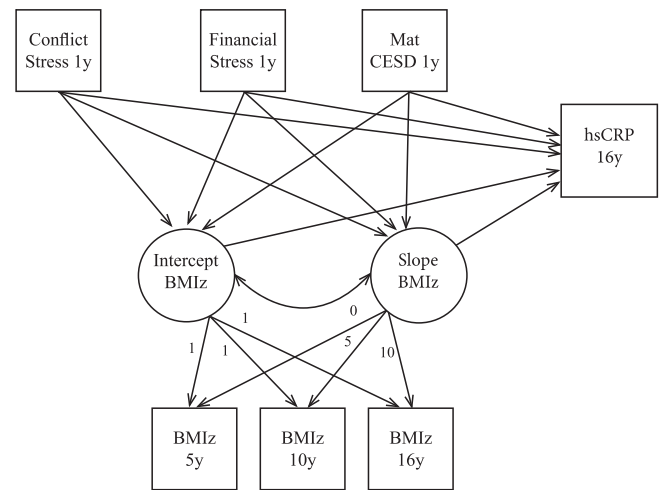 Conflict
Stress 1y
Financial
Stress 1y
Mat
CESD 1y
hsCRP
16y
Intercept
BMIz
Slope
BMIz
1
1
1
0
5
10
BMIz
5y
BMIz
10y
BMIz
16y